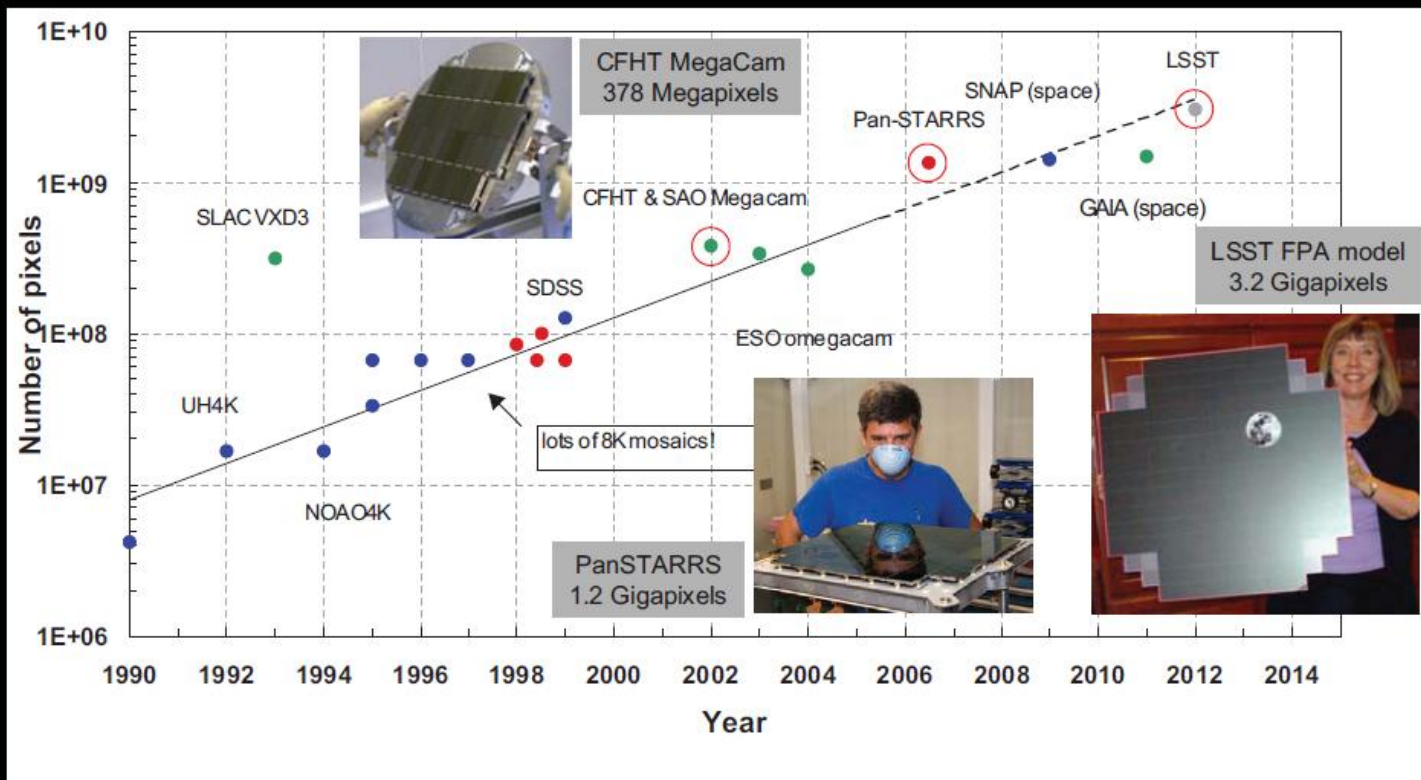 Number of pixels
1E+10
1E+09
1E+08
1E+07
1E+06
CFHT MegaCam
378 Megapixels
LSST
SNAP (space)
Pan-STARRS
CFHT & SAO Megacam
SLAC VXD3
GAIA (space)
LSST FPA model
3.2 Gigapixels
SDSS
ESO omegacam
UH4K
lots of 8K mosaics!
NOAO4K
PanSTARRS
1.2 Gigapixels
1990 1992 1994 1996 1998 2000 2002 2004 2006 2008 2010 2012 2014
Year